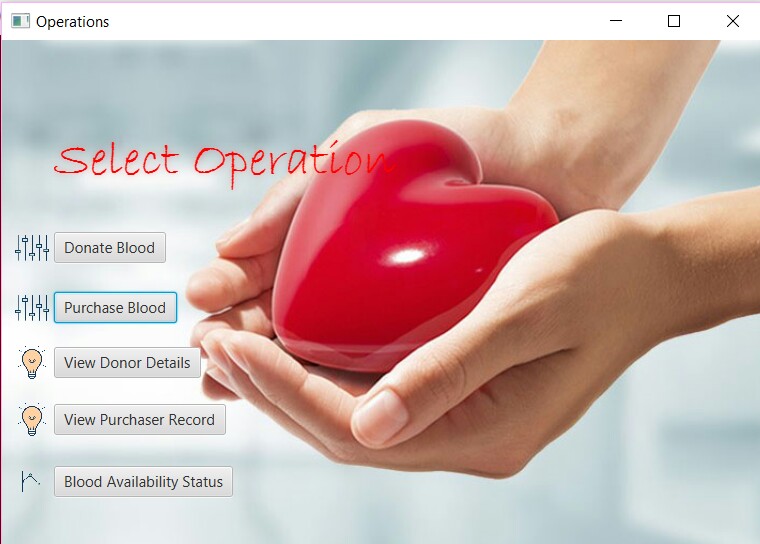 Operations
Select Operation
Donate Blood
Purchase Blood
View Donor Details
View Purchaser Record
Blood Availability Status